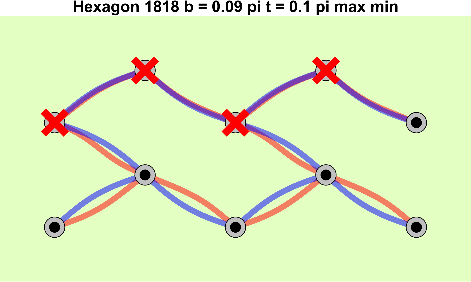 Hexagon 1818 b = 0.09 pi t = 0.1 pi max min